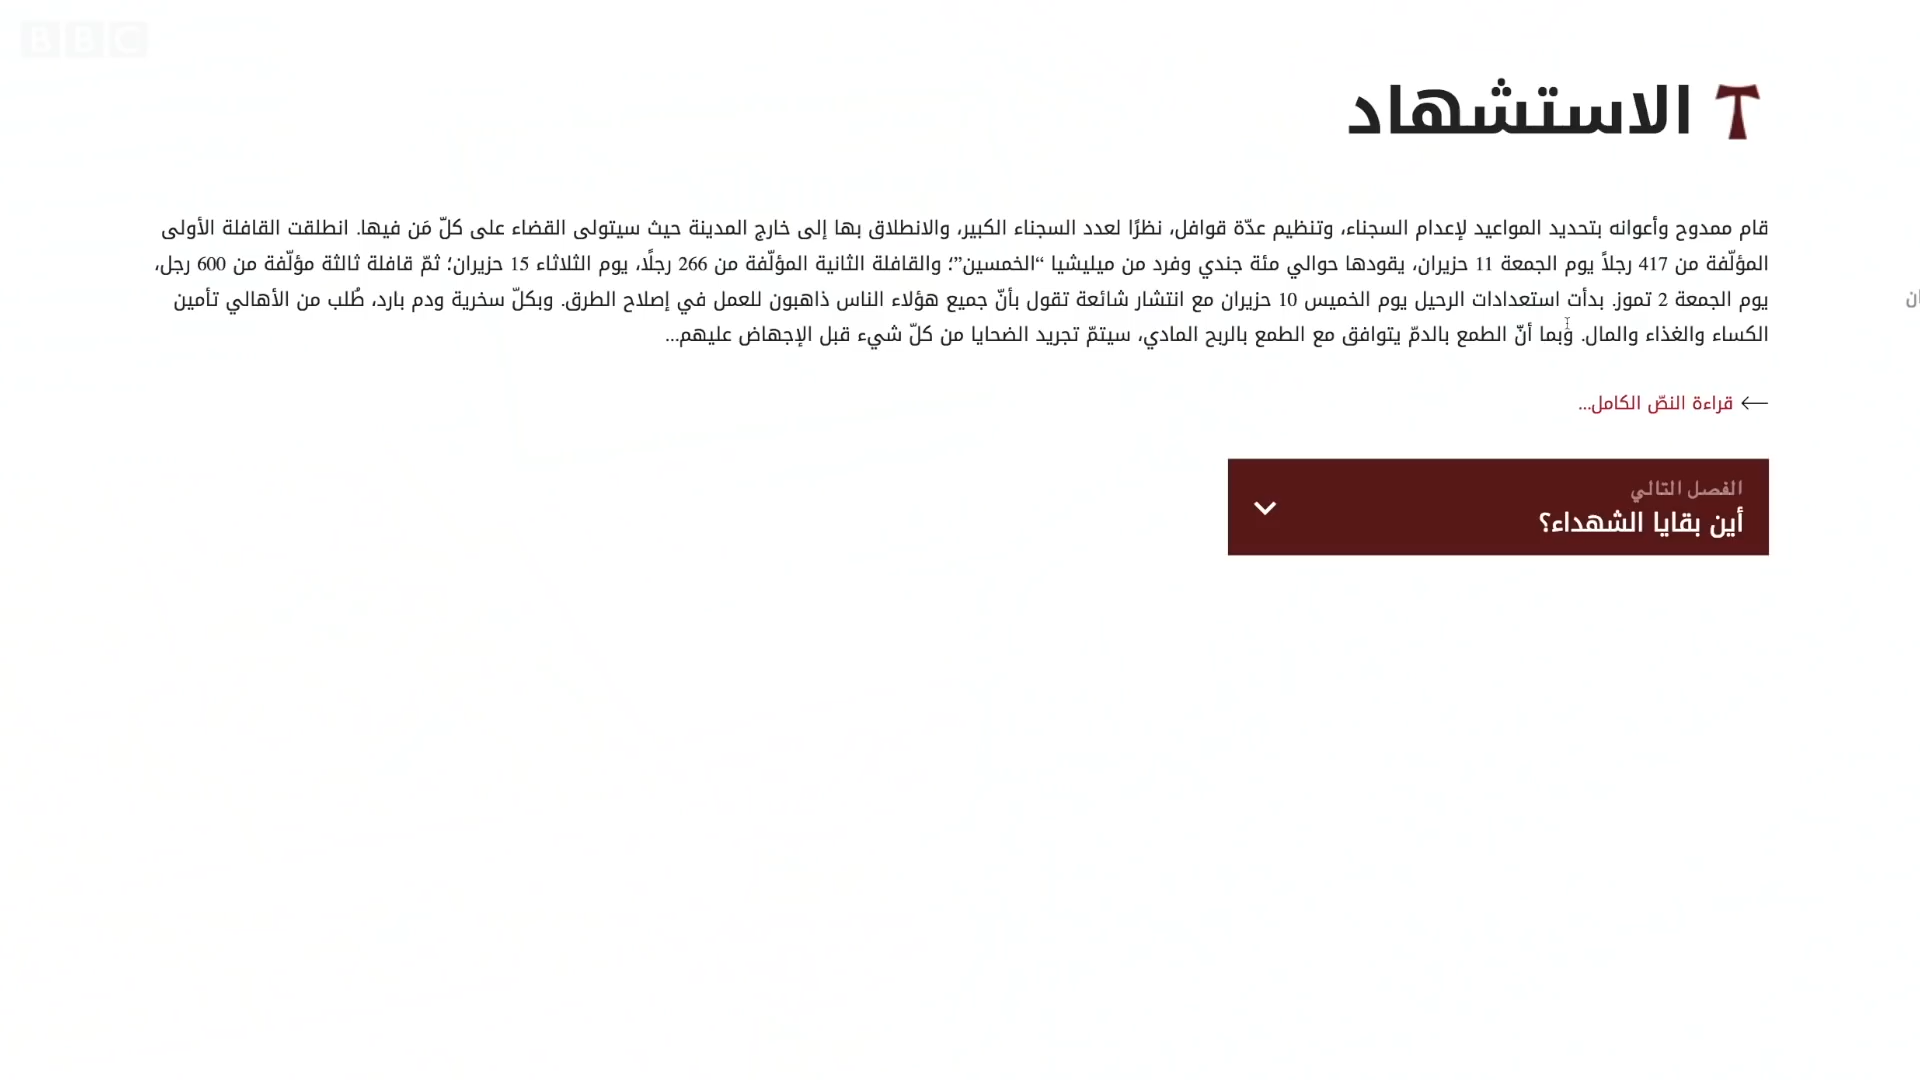 BBC
الاستشهاد
قام ممدوح وأعوانه بتحديد المواعيد لإعدام السجناء، وتنظيم عدّة قوافل، نظرًا لعدد السجناء الكبير، والانطلاق بها إلى خارج المدينة حيث سيتولى القضاء على كلّ مَن فيها. انطلقت القافلة الأولى
المؤلّفة من 417 رجلاً يوم الجمعة 11 حزيران، يقودها حوالي مئة جندي وفرد من ميليشيا “الخمسين”؛ والقافلة الثانية المؤلّفة من 266 رجلًا، يوم الثلاثاء 15 حزيران؛ ثمّ قافلة ثالثة مؤلّفة من 600 رجل،
يوم الجمعة 2 تموز. بدأت استعدادات الرحيل يوم الخميس 10 حزيران مع انتشار شائعة تقول بأنّ جميع هؤلاء الناس ذاهبون للعمل في إصلاح الطرق. وبكلّ سخرية ودم بارد، طُلب من الأهالي تأمين
الكساء والغذاء والمال. وبما أنّ الطمع بالدمّ يتوافق مع الطمع بالربح المادي، سيتمّ تجريد الضحايا من كلّ شيء قبل الإجهاض عليهم...
قراءة النصّ الكامل...
الفصل التالي
أين بقايا الشهداء؟